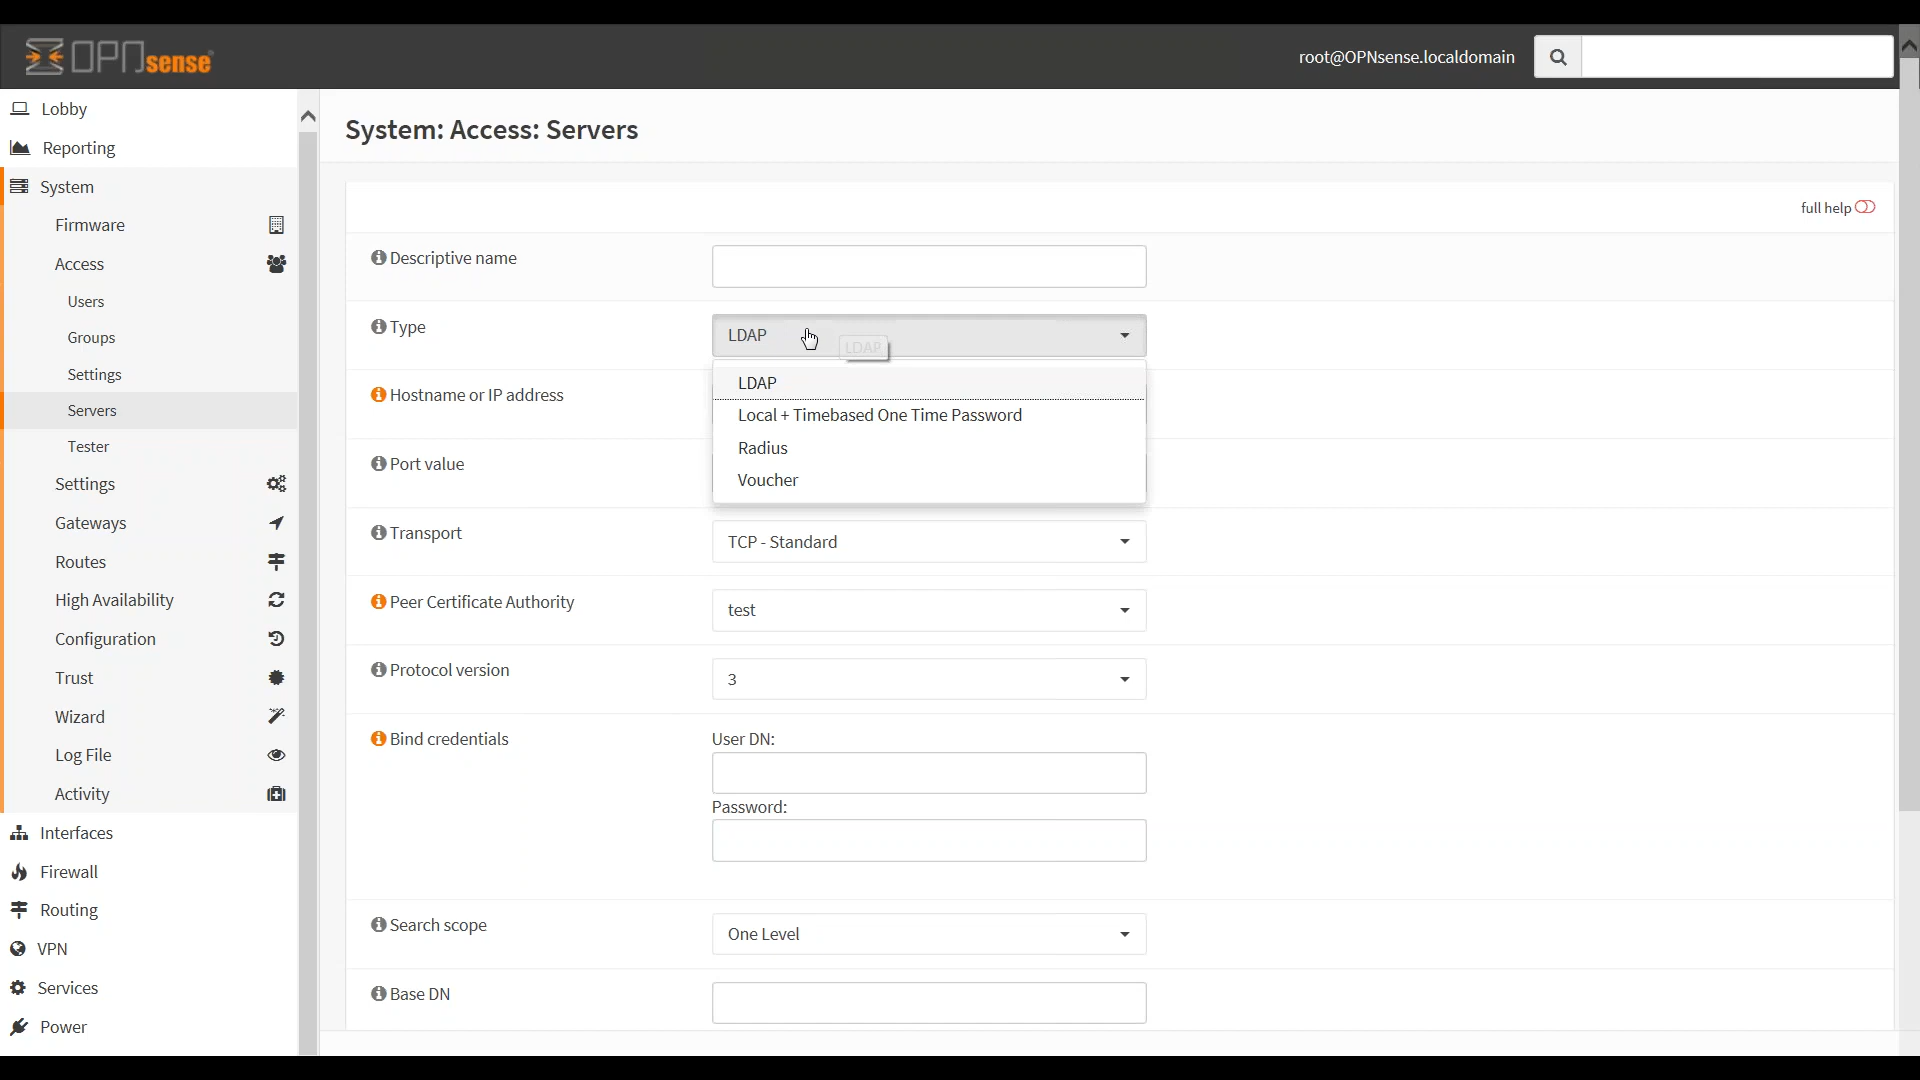 OPNsense
root@OPNsense.localdomain
Lobby
Reporting
System
Firmware
Access
Users
Groups
Settings
Servers
Tester
Settings
Gateways
Routes
High Availability
Configuration
Trust
Wizard
Log File
Activity
Interfaces
Firewall
Routing
VPN
Services
Power
System: Access: Servers
full help
Descriptive name
Type
LDAP
LDAP
LDAP
Local + Timebased One Time Password
Radius
Voucher
Hostname or IP address
Port value
Transport
TCP - Standard
Peer Certificate Authority
test
Protocol version
3
Bind credentials
User DN:
Password:
Search scope
One Level
Base DN